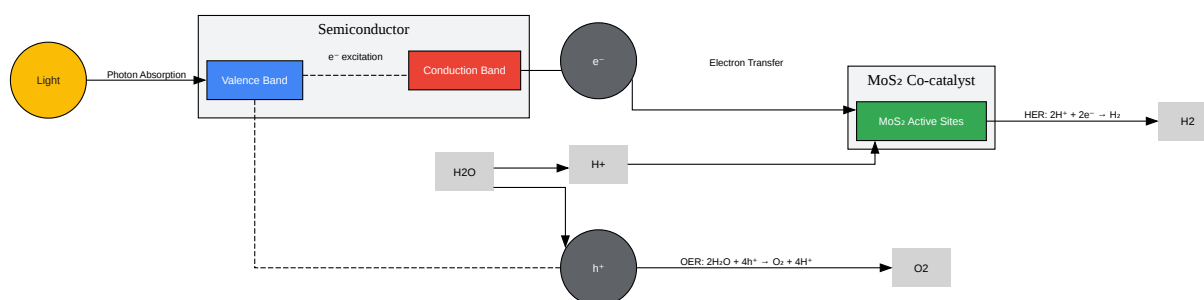 Semiconductor
Light
Photon Absorption
Valence Band
e⁻ excitation
Conduction Band
e⁻
Electron Transfer
MoS₂ Co-catalyst
MoS₂ Active Sites
HER: 2H⁺ + 2e⁻ → H₂
H2
H2O
H+
h⁺
OER: 2H₂O + 4h⁺ → O₂ + 4H⁺
O2